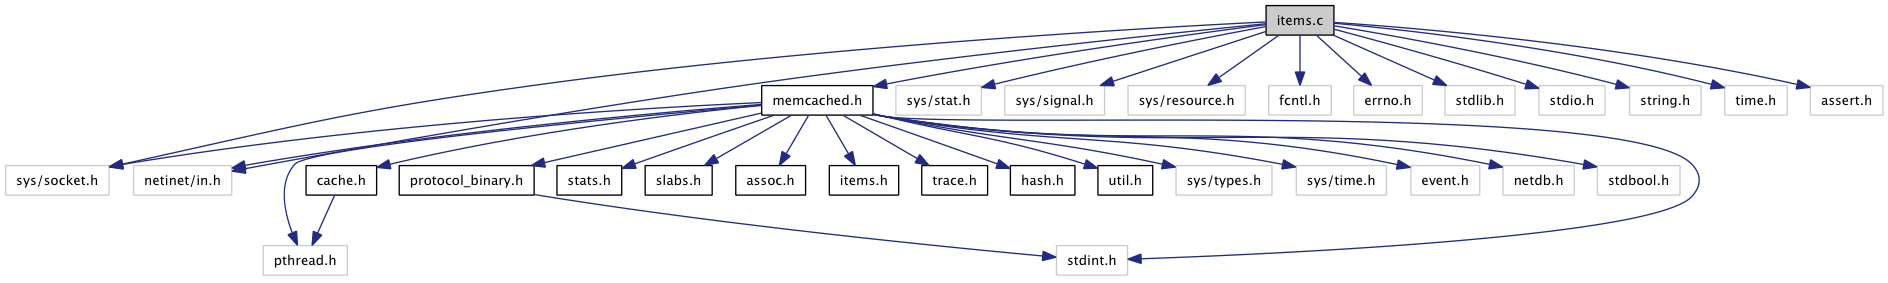 items.c
memcached.h
sys/stat.h
sys/signal.h
sys/resource.h
fcntl.h
errno.h
stdlib.h
stdio.h
string.h
time.h
assert.h
sys/socket.h
netinet/in.h
cache.h
protocol_binary.h
stats.h
slabs.h
assoc.h
items.h
trace.h
hash.h
util.h
sys/types.h
sys/time.h
event.h
netdb.h
stdbool.h
pthread.h
stdint.h